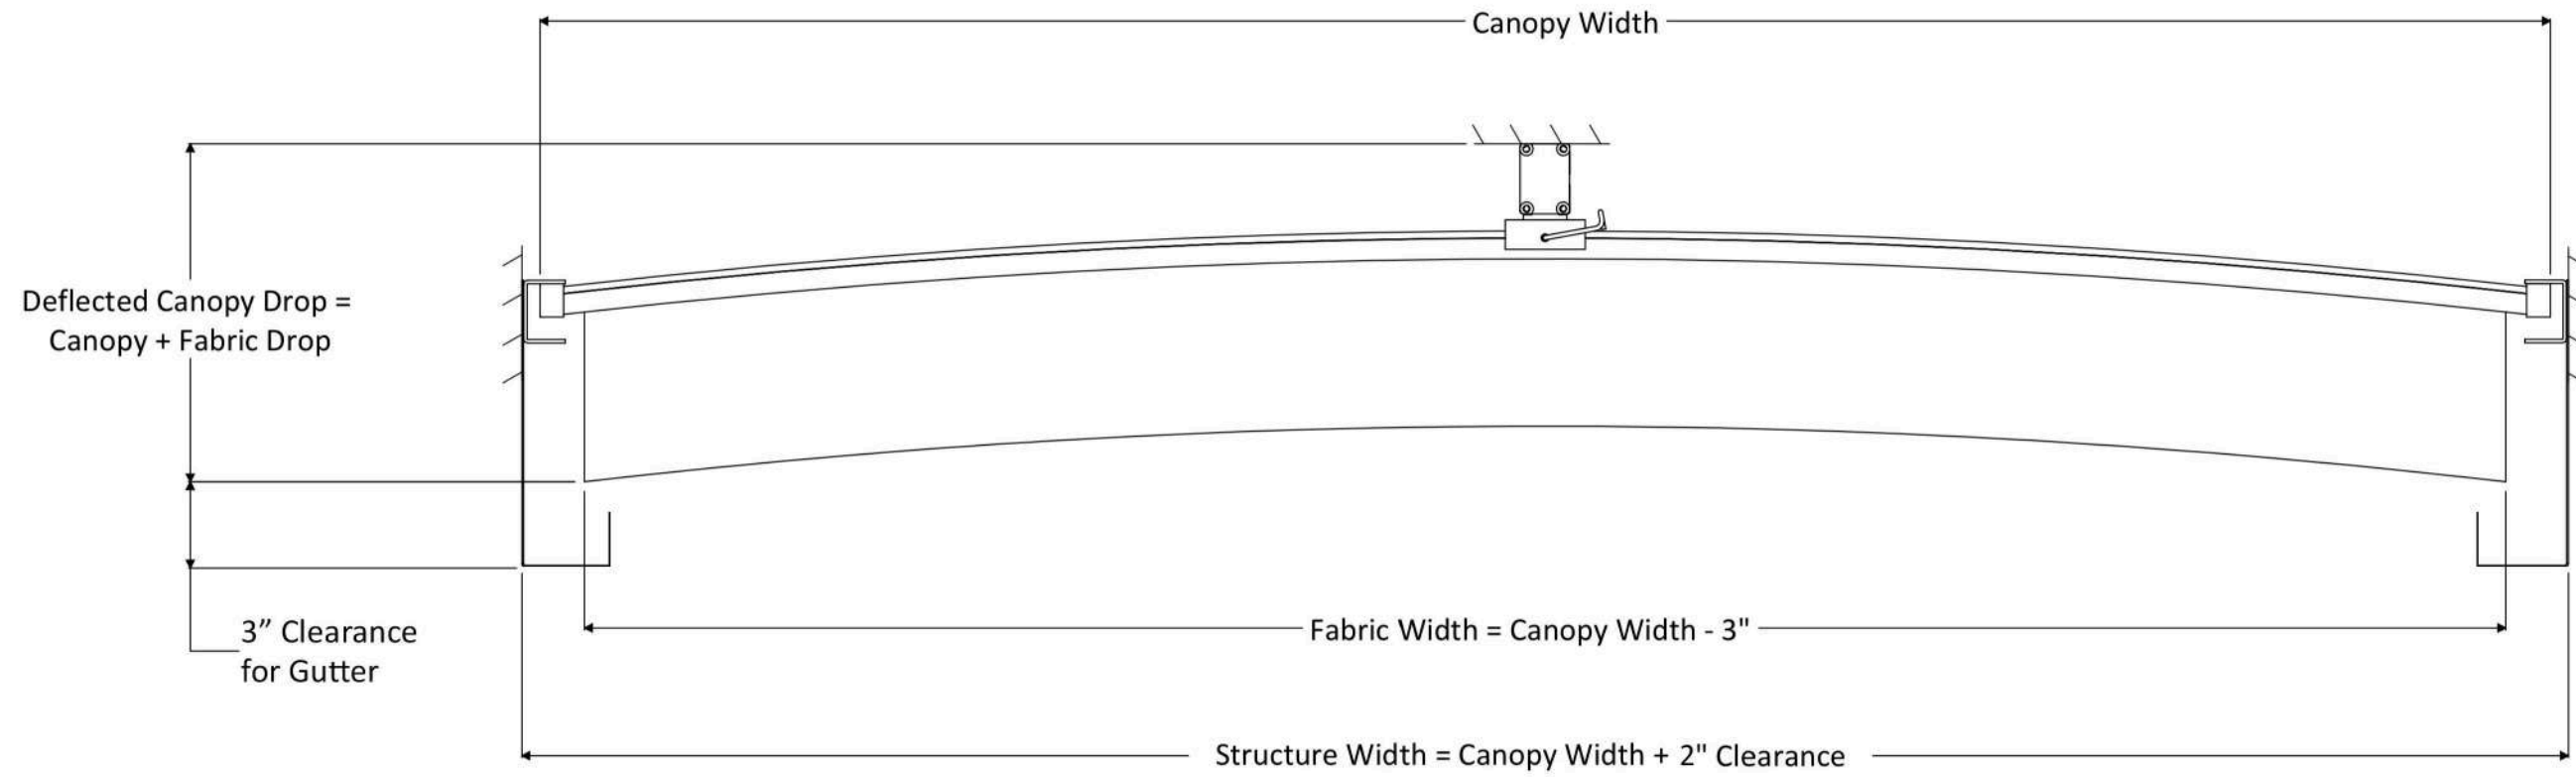 Canopy Width
Deflected Canopy Drop =
Canopy + Fabric Drop
3” Clearance
for Gutter
Fabric Width = Canopy Width - 3"
Structure Width = Canopy Width + 2" Clearance